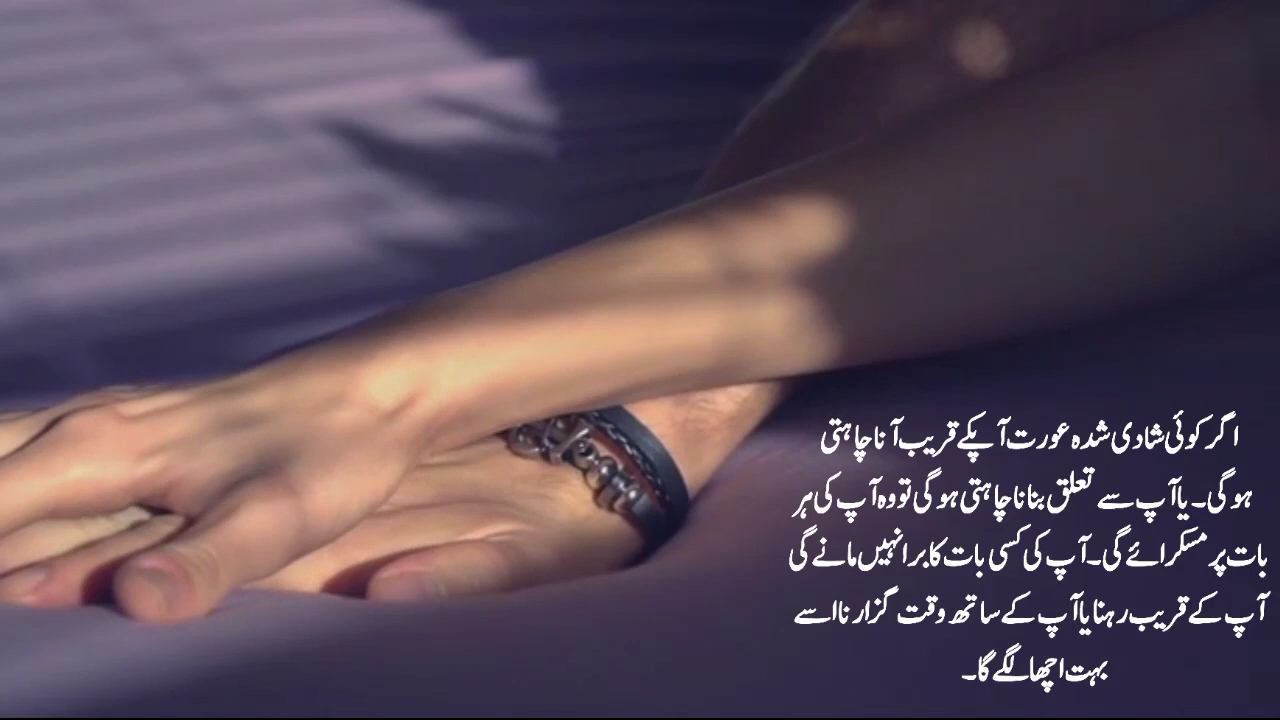 اگر کوئی شادی شدہ عورت آپکے قریب آنا چاہتی
ہوگی۔ یا آپ سے تعلق بنانا چاہتی ہوگی تو وہ آپ کی ہر
بات پر مسکرائے گی۔ آپ کی کسی بات کا برا نہیں مانے گی
آپ کے قریب رہنا یا آپ کے ساتھ وقت گزارنا اسے
بہت اچھا لگے گا۔